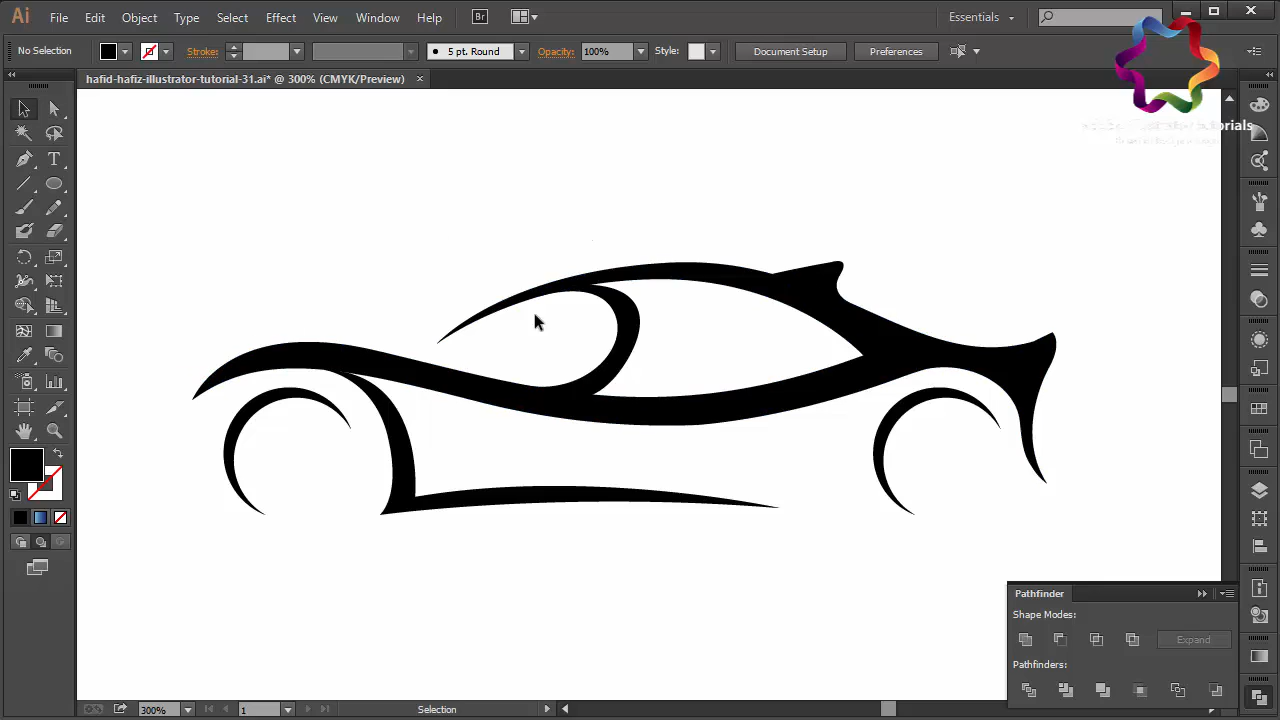 Ai File Edit Object Type Select Effect View Window Help Br Essentials
No Selection Stroke: 5 pt. Round Opacity: 100% Style: Document Setup Preferences
hafid-hafiz-illustrator-tutorial-31.ai* @ 300% (CMYK/Preview)
Pathfinder
Shape Modes:
Expand
Pathfinders:
300% 1 Selection